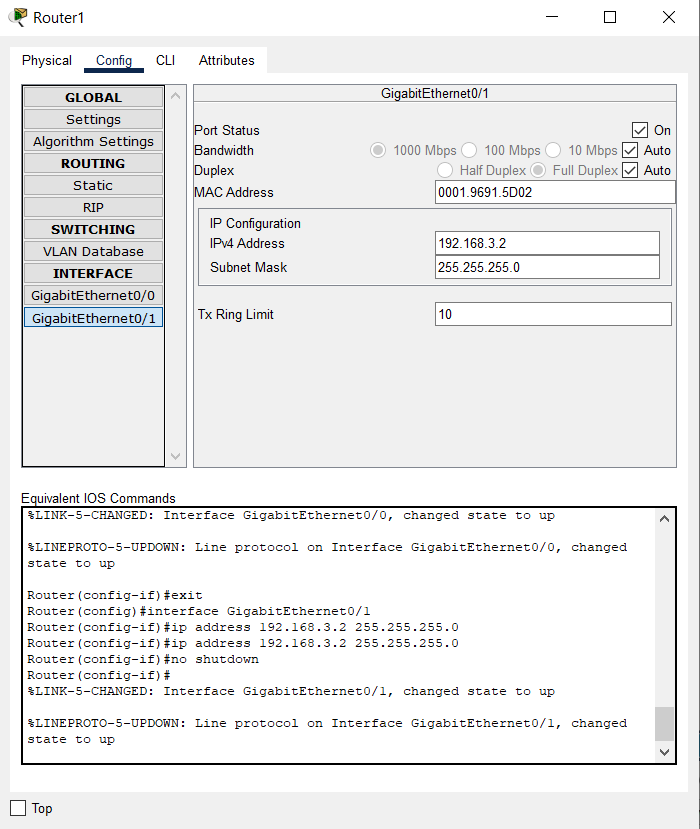 Router1
Physical Config CLI Attributes
GLOBAL
Settings
Algorithm Settings
ROUTING
Static
RIP
SWITCHING
VLAN Database
INTERFACE
GigabitEthernet0/0
GigabitEthernet0/1
GigabitEthernet0/1
Port Status On
Bandwidth 1000 Mbps 100 Mbps 10 Mbps Auto
Duplex Half Duplex Full Duplex Auto
MAC Address 0001.9691.5D02
IP Configuration
IPv4 Address 192.168.3.2
Subnet Mask 255.255.255.0
Tx Ring Limit 10
Equivalent IOS Commands
%LINK-5-CHANGED: Interface GigabitEthernet0/0, changed state to up
%LINEPROTO-5-UPDOWN: Line protocol on Interface GigabitEthernet0/0, changed
state to up
Router(config-if)#exit
Router(config)#interface GigabitEthernet0/1
Router(config-if)#ip address 192.168.3.2 255.255.255.0
Router(config-if)#ip address 192.168.3.2 255.255.255.0
Router(config-if)#no shutdown
Router(config-if)#
%LINK-5-CHANGED: Interface GigabitEthernet0/1, changed state to up
%LINEPROTO-5-UPDOWN: Line protocol on Interface GigabitEthernet0/1, changed
state to up
Top